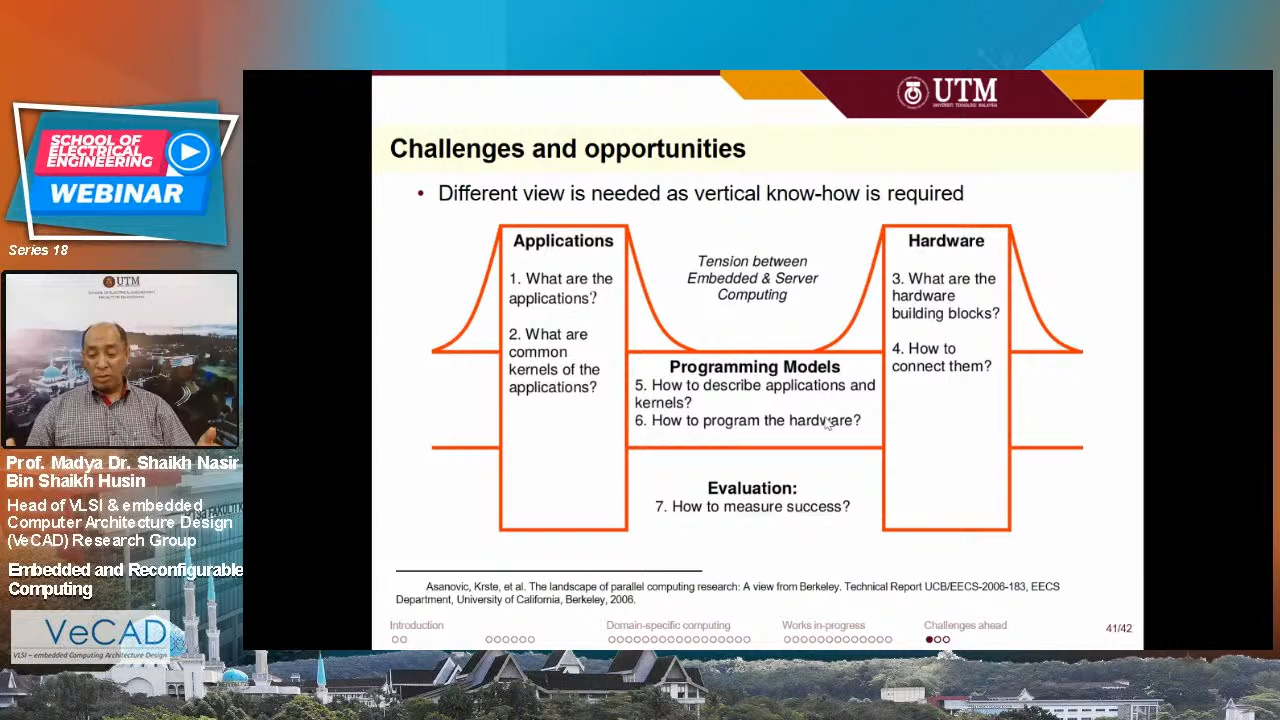 SCHOOL OF
ELECTRICAL
ENGINEERING
WEBINAR
Series 18
UTM
Prof. Madya Dr. Shaikh Nasir
Bin Shaikh Husin
Head of VLSI & embedded
Computer Architecture Design
(VeCAD) Research Group
Embedded and Reconfigurable
Computing
VeCAD
VLSI – embedded Computing Architecture Design
UTM
UNIVERSITI TEKNOLOGI MALAYSIA
Challenges and opportunities
• Different view is needed as vertical know-how is required
Applications
1. What are the
applications?
2. What are
common
kernels of the
applications?
Tension between
Embedded & Server
Computing
Programming Models
5. How to describe applications and
kernels?
6. How to program the hardware?
Evaluation:
7. How to measure success?
Hardware
3. What are the
hardware
building blocks?
4. How to
connect them?
Asanovic, Krste, et al. The landscape of parallel computing research: A view from Berkeley. Technical Report UCB/EECS-2006-183, EECS
Department, University of California, Berkeley, 2006.
Introduction
Domain-specific computing
Works in-progress
Challenges ahead
41/42